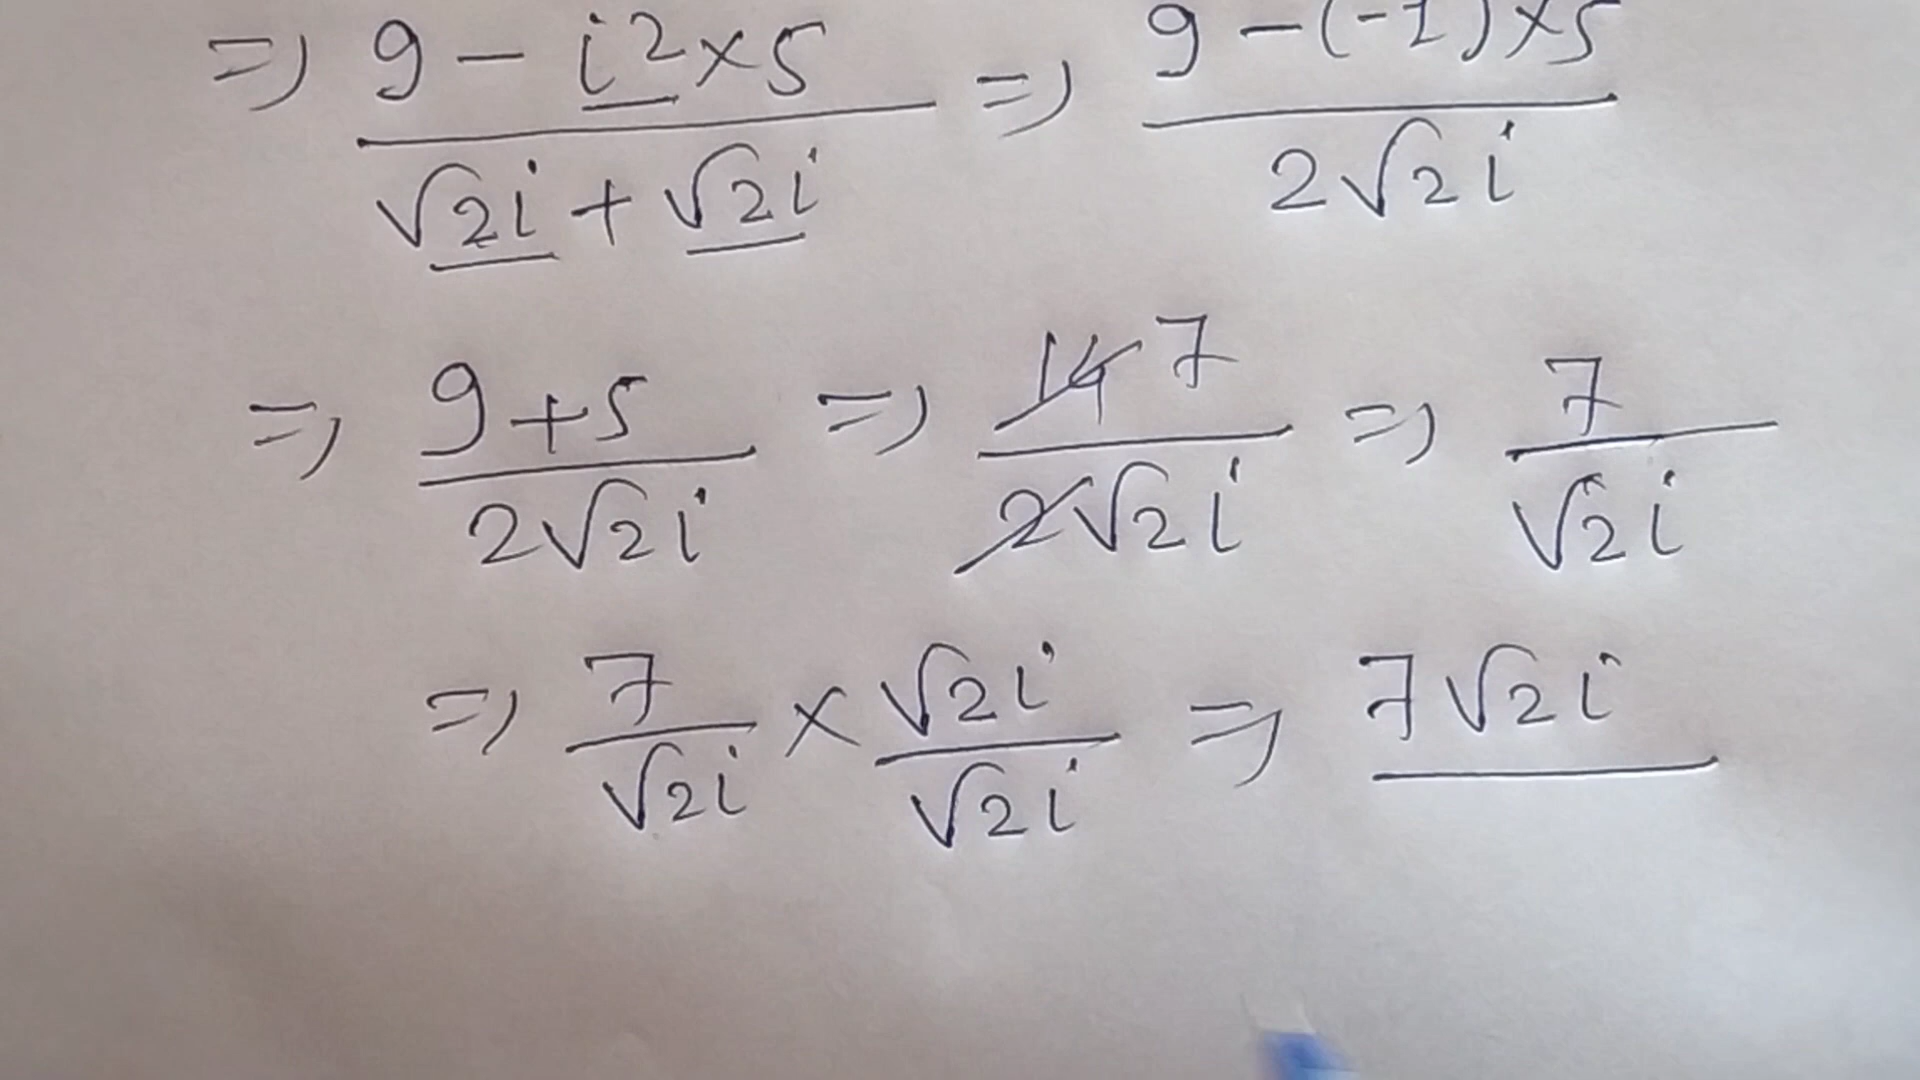 => (9 - i²×5)/(√2i + √2i) => (9 - (-1)×5)/(2√2i)
=> (9+5)/(2√2i) => 14 7/(2√2i) => 7/(√2i)
=> 7/(√2i) × √2i/(√2i) => 7√2i